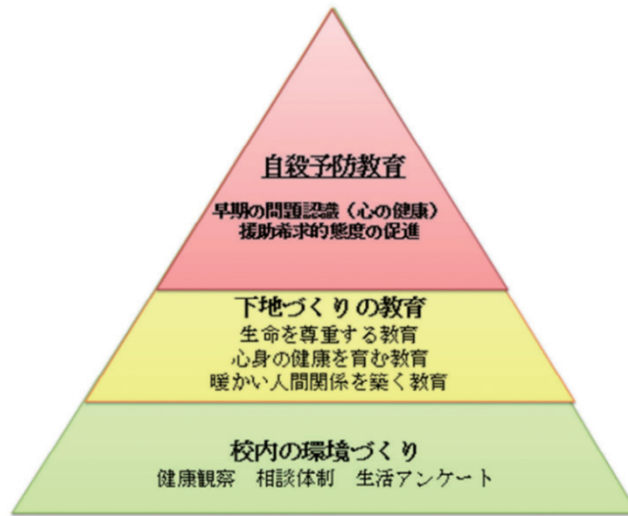 自殺予防教育
早期の問題認識（心の健康）
援助希求的態度の促進
下地づくりの教育
生命を尊重する教育
心身の健康を育む教育
暖かい人間関係を築く教育
校内の環境づくり
健康観察　相談体制　生活アンケート